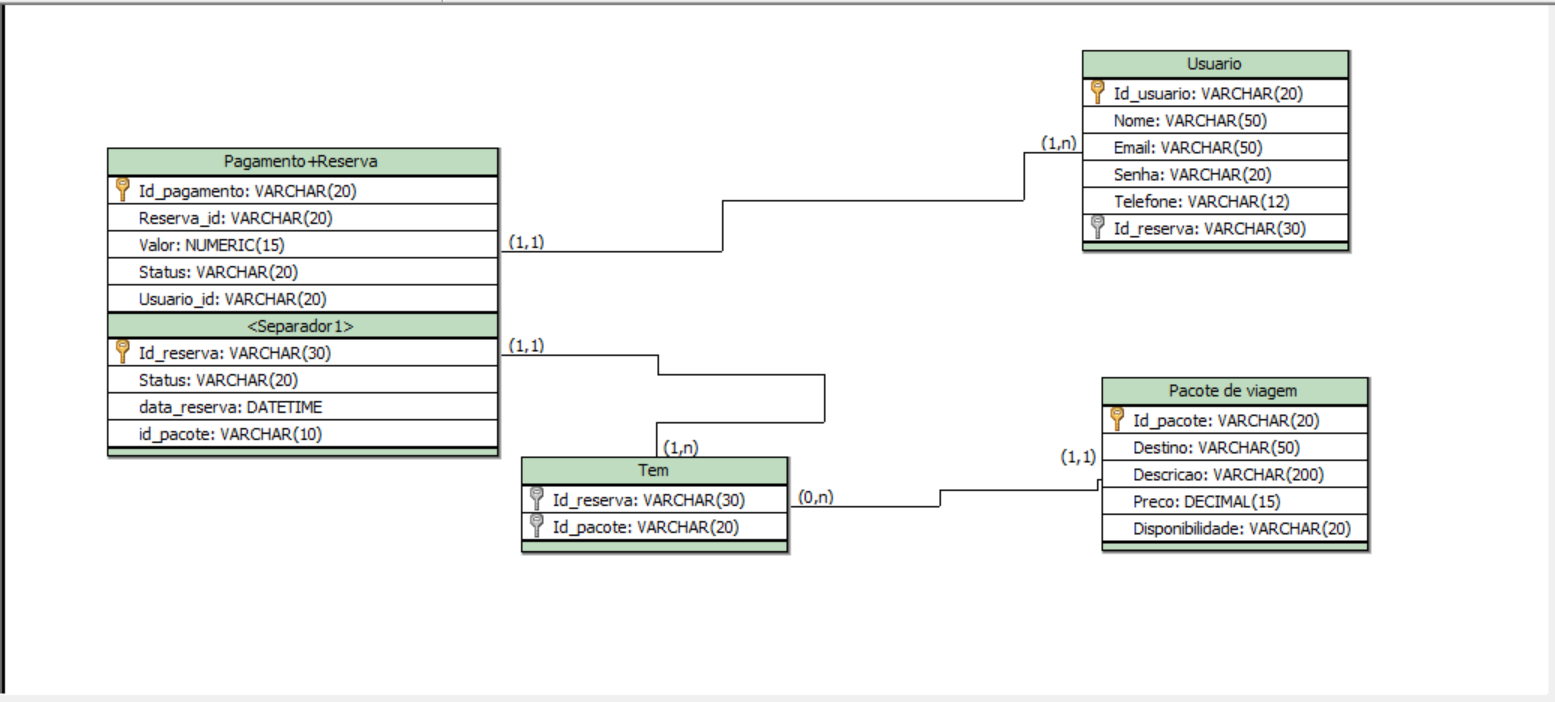 Usuario
Id_usuario: VARCHAR(20)
Nome: VARCHAR(50)
Email: VARCHAR(50)
Senha: VARCHAR(20)
Telefone: VARCHAR(12)
Id_reserva: VARCHAR(30)
(1,n)
Pagamento+Reserva
Id_pagamento: VARCHAR(20)
Reserva_id: VARCHAR(20)
Valor: NUMERIC(15)
Status: VARCHAR(20)
Usuario_id: VARCHAR(20)
<Separador1>
Id_reserva: VARCHAR(30)
Status: VARCHAR(20)
data_reserva: DATETIME
id_pacote: VARCHAR(10)
(1,1)
(1,1)
(1,n)
Tem
Id_reserva: VARCHAR(30)
Id_pacote: VARCHAR(20)
(0,n)
(1,1)
Pacote de viagem
Id_pacote: VARCHAR(20)
Destino: VARCHAR(50)
Descricao: VARCHAR(200)
Preco: DECIMAL(15)
Disponibilidade: VARCHAR(20)